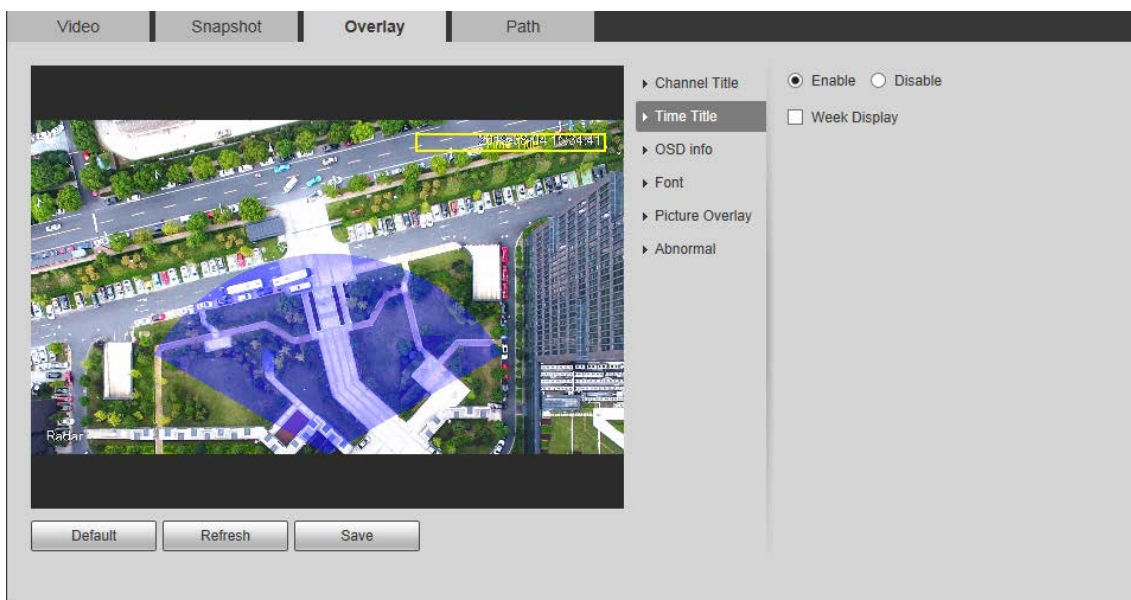 Video Snapshot Overlay Path
Channel Title
Time Title
OSD info
Font
Picture Overlay
Abnormal
Enable Disable
Week Display
Radar
Default Refresh Save